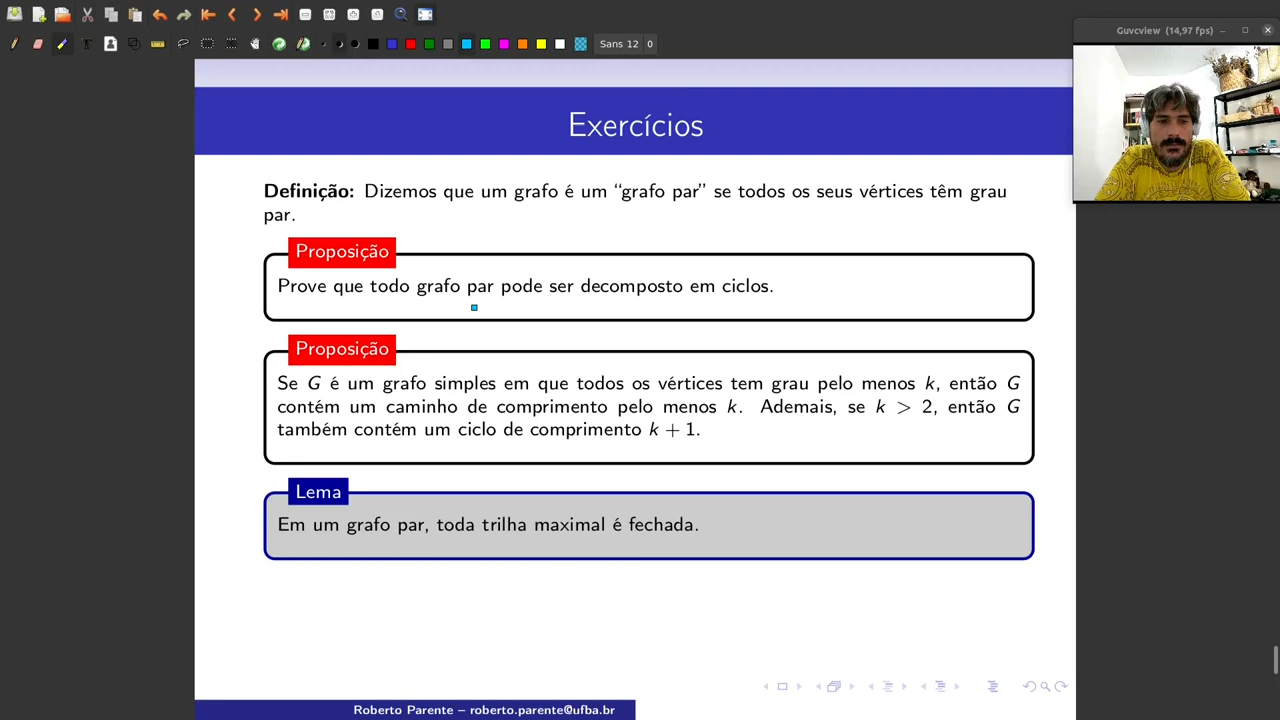 Sans 12 0
Guvcview (14,97 fps)
Exercícios
Definição: Dizemos que um grafo é um “grafo par” se todos os seus vértices têm grau
par.
Proposição
Prove que todo grafo par pode ser decomposto em ciclos.
Proposição
Se G é um grafo simples em que todos os vértices tem grau pelo menos k, então G
contém um caminho de comprimento pelo menos k. Ademais, se k > 2, então G
também contém um ciclo de comprimento k + 1.
Lema
Em um grafo par, toda trilha maximal é fechada.
Roberto Parente – roberto.parente@ufba.br